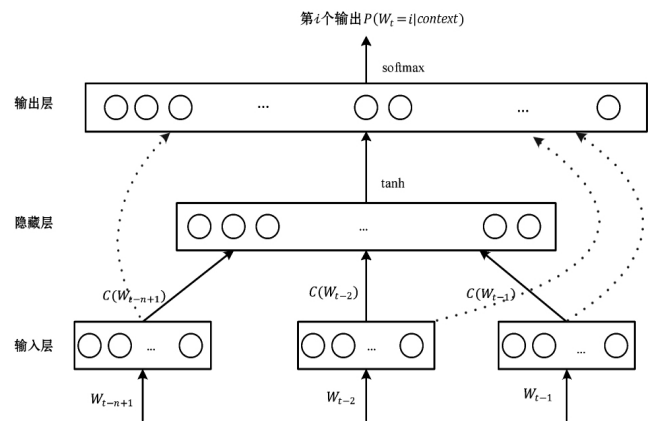 第i个输出P(W_t = i|context)
softmax
输出层
...
...
tanh
隐藏层
...
C(W_{t-n+1})
C(W_{t-2})
C(W_{t-1})
输入层
...
...
...
W_{t-n+1}
W_{t-2}
W_{t-1}